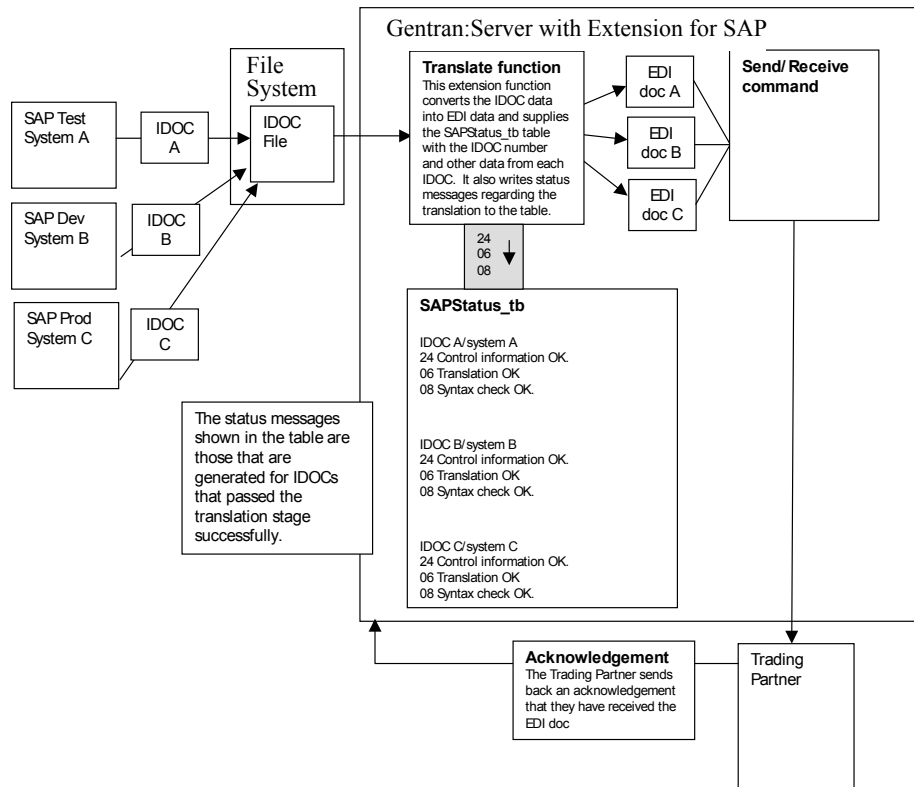 Gentran:Server with Extension for SAP
File
System
SAP Test
System A
IDOC
A
IDOC
File
Translate function
This extension function
converts the IDOC data
into EDI data and supplies
the SAPStatus_tb table
with the IDOC number
and other data from each
IDOC. It also writes status
messages regarding the
translation to the table.
EDI
doc A
EDI
doc B
EDI
doc C
Send/ Receive
command
SAP Dev
System B
IDOC
B
SAP Prod
System C
IDOC
C
24
06
08
SAPStatus_tb
IDOC A/system A
24 Control information OK.
06 Translation OK
08 Syntax check OK.
IDOC B/system B
24 Control information OK.
06 Translation OK
08 Syntax check OK.
IDOC C/system C
24 Control information OK.
06 Translation OK
08 Syntax check OK.
The status messages
shown in the table are
those that are
generated for IDOCs
that passed the
translation stage
successfully.
Acknowledgement
The Trading Partner sends
back an acknowledgement
that they have received the
EDI doc
Trading
Partner